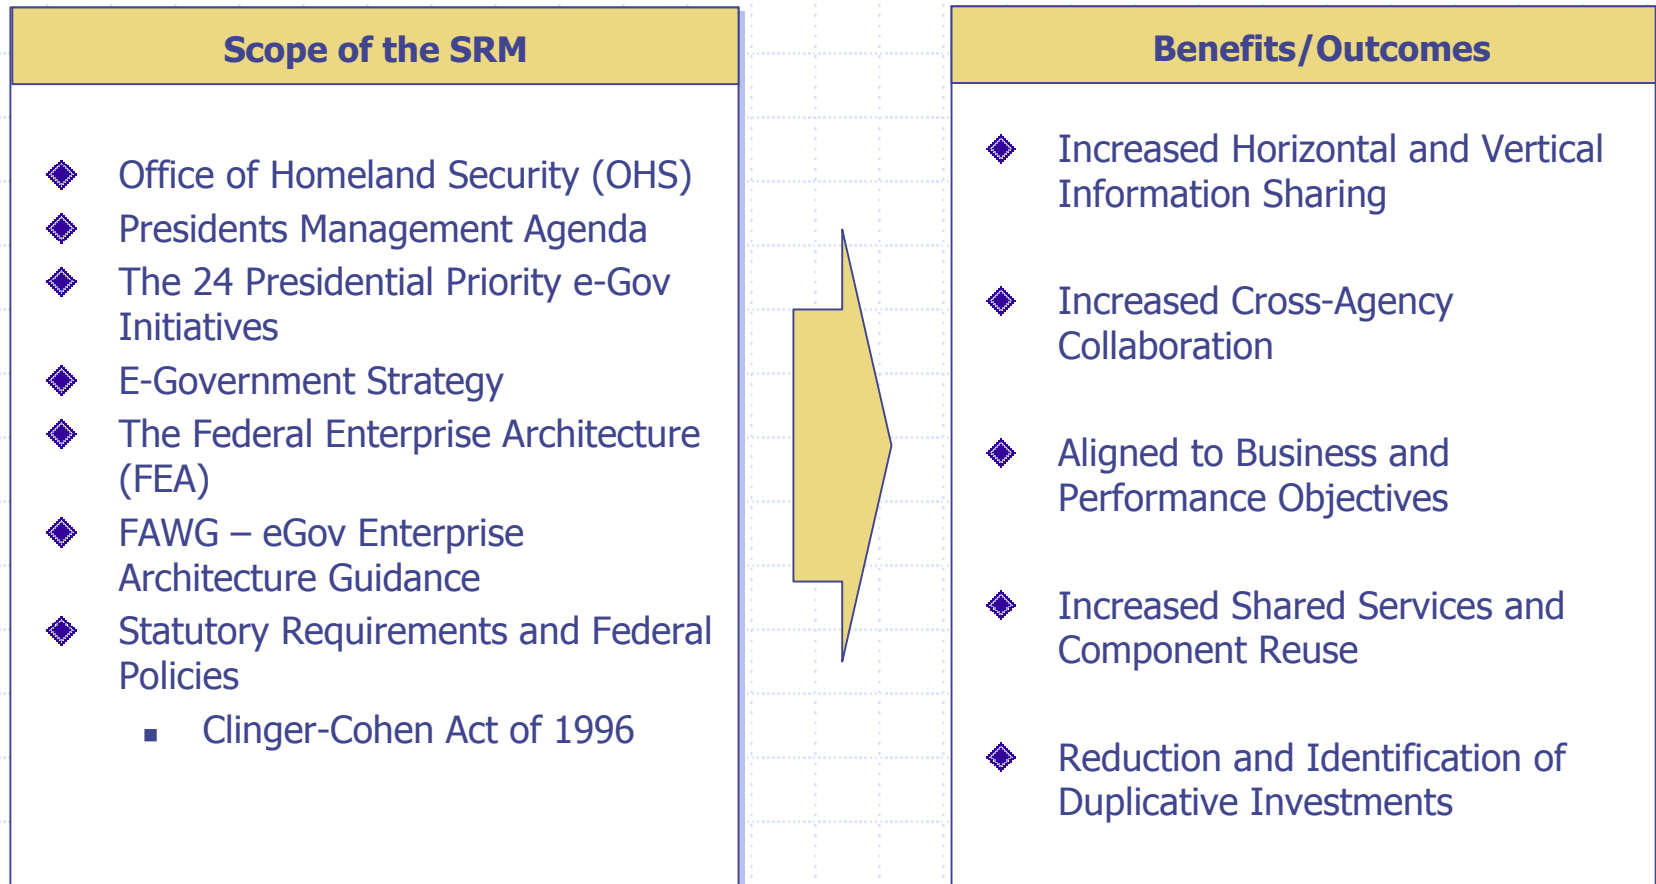 Scope of the SRM
Office of Homeland Security (OHS)
Presidents Management Agenda
The 24 Presidential Priority e-Gov
Initiatives
E-Government Strategy
The Federal Enterprise Architecture
(FEA)
FAWG – eGov Enterprise
Architecture Guidance
Statutory Requirements and Federal
Policies
Clinger-Cohen Act of 1996
Benefits/Outcomes
Increased Horizontal and Vertical
Information Sharing
Increased Cross-Agency
Collaboration
Aligned to Business and
Performance Objectives
Increased Shared Services and
Component Reuse
Reduction and Identification of
Duplicative Investments